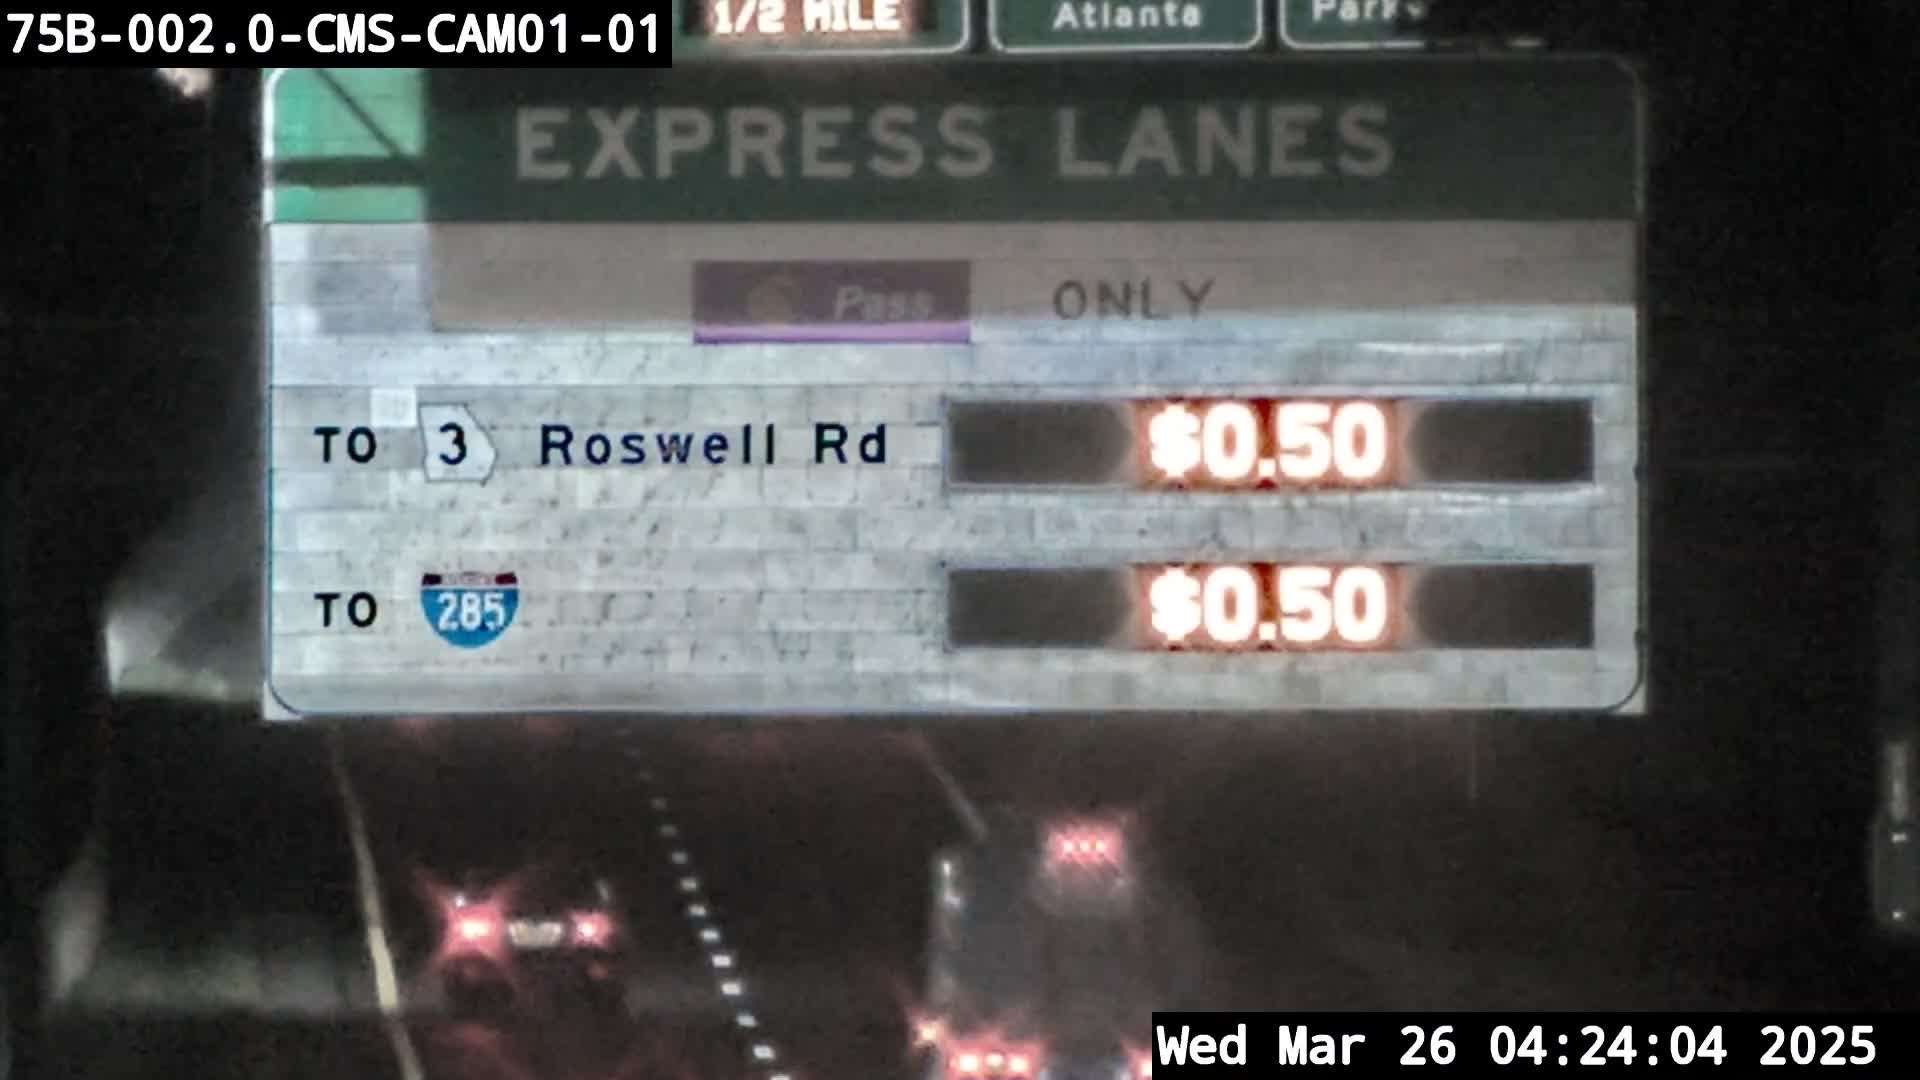 75B-002.0-CMS-CAM01-01
1/2 MILE
Atlanta
EXPRESS LANES
Pass ONLY
TO 3 Roswell Rd $0.50
TO 285 $0.50
Wed Mar 26 04:24:04 2025